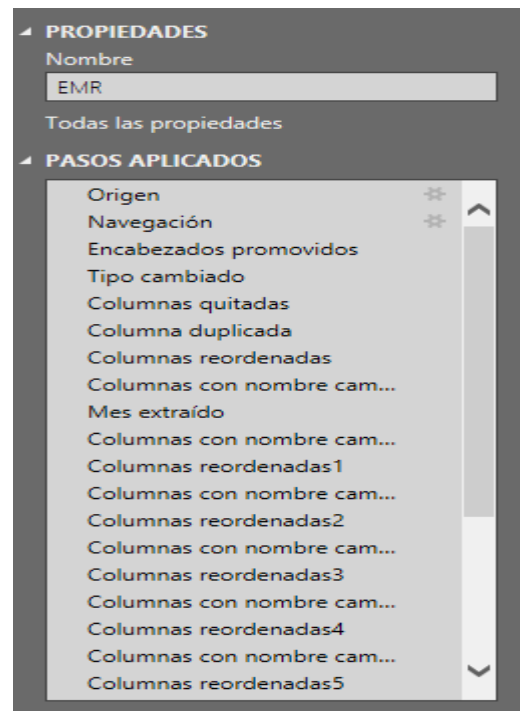 PROPIEDADES
Nombre
EMR
Todas las propiedades
PASOS APLICADOS
Origen
Navegación
Encabezados promovidos
Tipo cambiado
Columnas quitadas
Columna duplicada
Columnas reordenadas
Columnas con nombre cam...
Mes extraído
Columnas con nombre cam...
Columnas reordenadas1
Columnas con nombre cam...
Columnas reordenadas2
Columnas con nombre cam...
Columnas reordenadas3
Columnas con nombre cam...
Columnas reordenadas4
Columnas con nombre cam...
Columnas reordenadas5